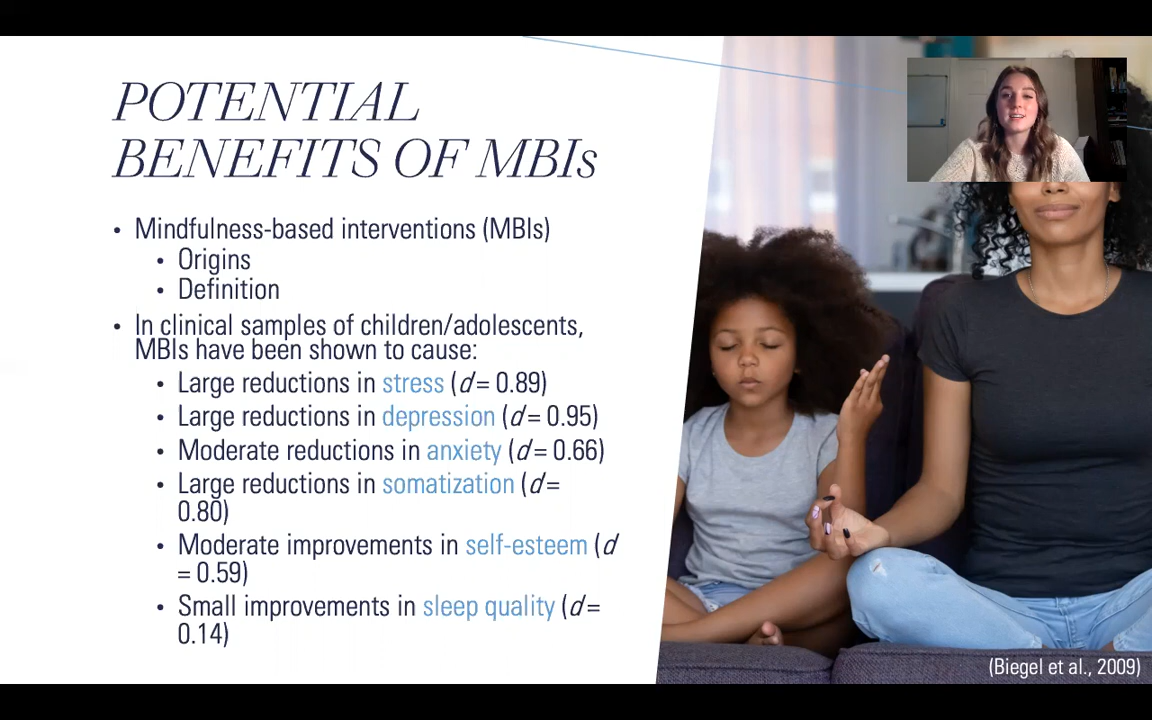 POTENTIAL
BENEFITS OF MBIs
• Mindfulness-based interventions (MBIs)
• Origins
• Definition
• In clinical samples of children/adolescents,
MBIs have been shown to cause:
• Large reductions in stress (d = 0.89)
• Large reductions in depression (d = 0.95)
• Moderate reductions in anxiety (d = 0.66)
• Large reductions in somatization (d =
0.80)
• Moderate improvements in self-esteem (d
= 0.59)
• Small improvements in sleep quality (d =
0.14)
(Biegel et al., 2009)